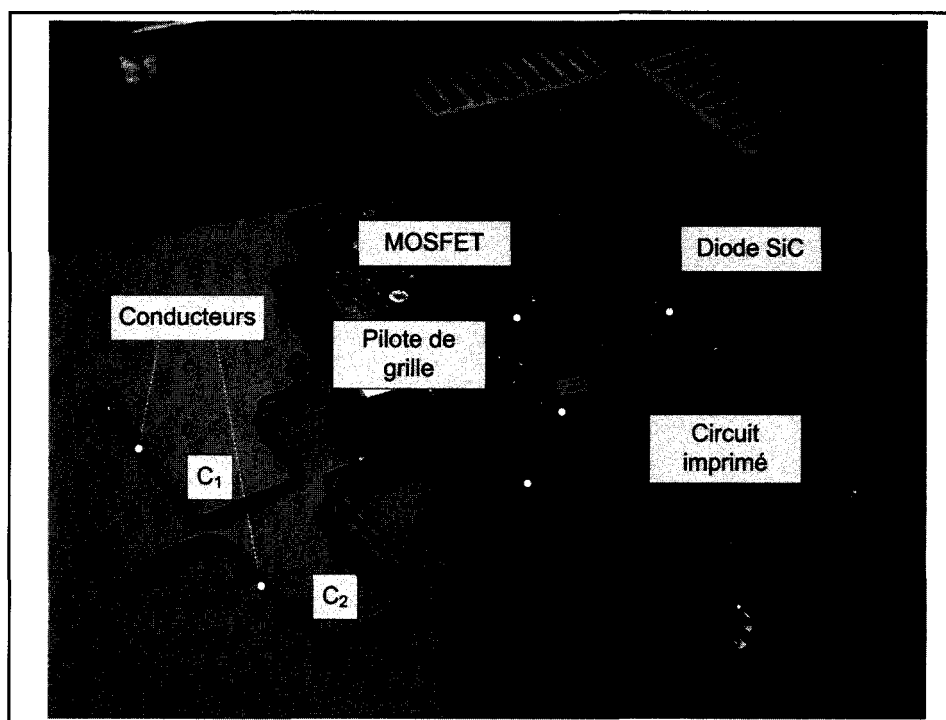 MOSFET
Diode SiC
Conducteurs
Pilote de
grille
Circuit
imprimé
C₁
C₂